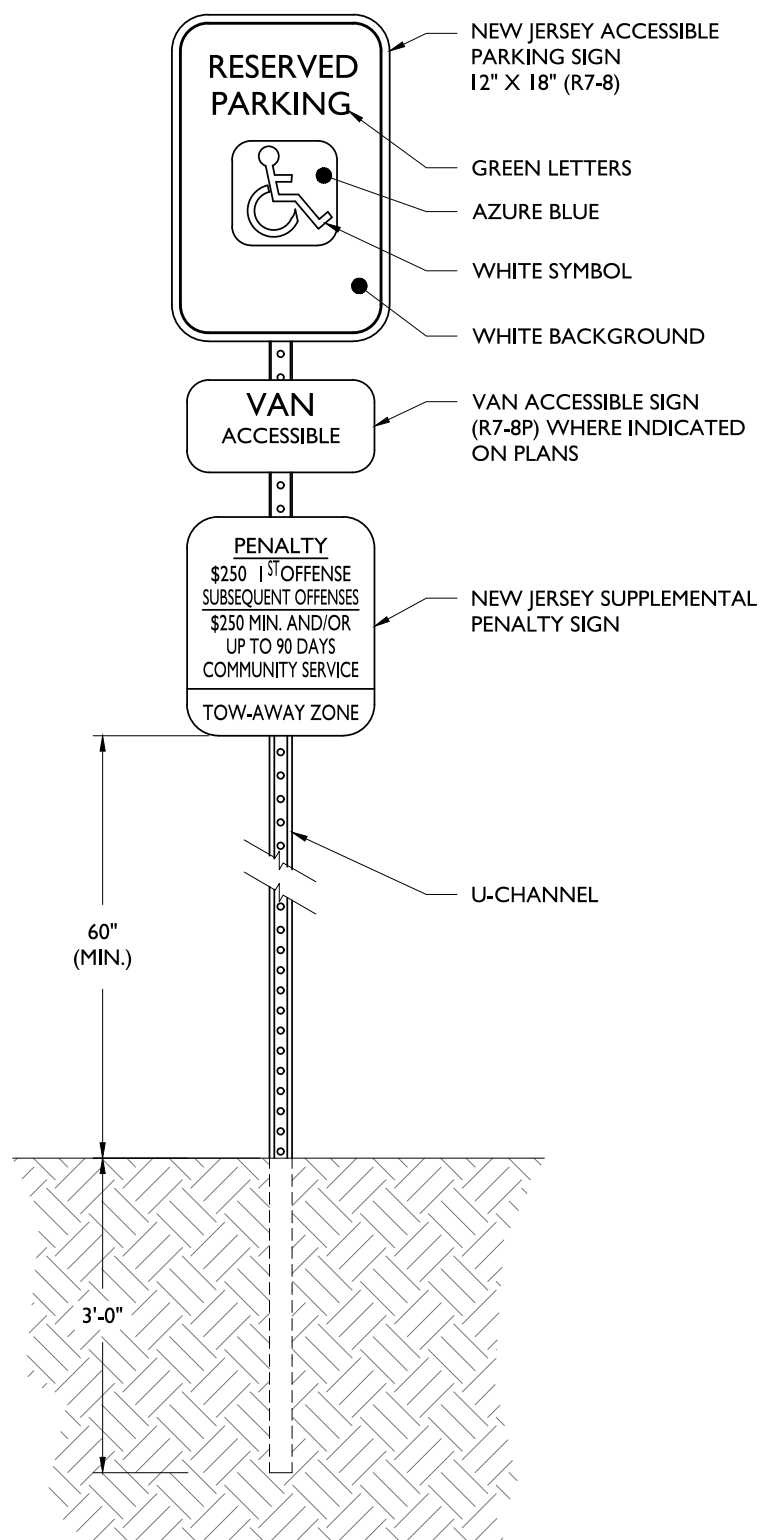 RESERVED
PARKING
NEW JERSEY ACCESSIBLE
PARKING SIGN
12" X 18" (R7-8)
GREEN LETTERS
AZURE BLUE
WHITE SYMBOL
WHITE BACKGROUND
VAN
ACCESSIBLE
VAN ACCESSIBLE SIGN
(R7-8P) WHERE INDICATED
ON PLANS
PENALTY
$250 1ST OFFENSE
SUBSEQUENT OFFENSES
$250 MIN. AND/OR
UP TO 90 DAYS
COMMUNITY SERVICE
TOW-AWAY ZONE
NEW JERSEY SUPPLEMENTAL
PENALTY SIGN
U-CHANNEL
60"
(MIN.)
3'-0"